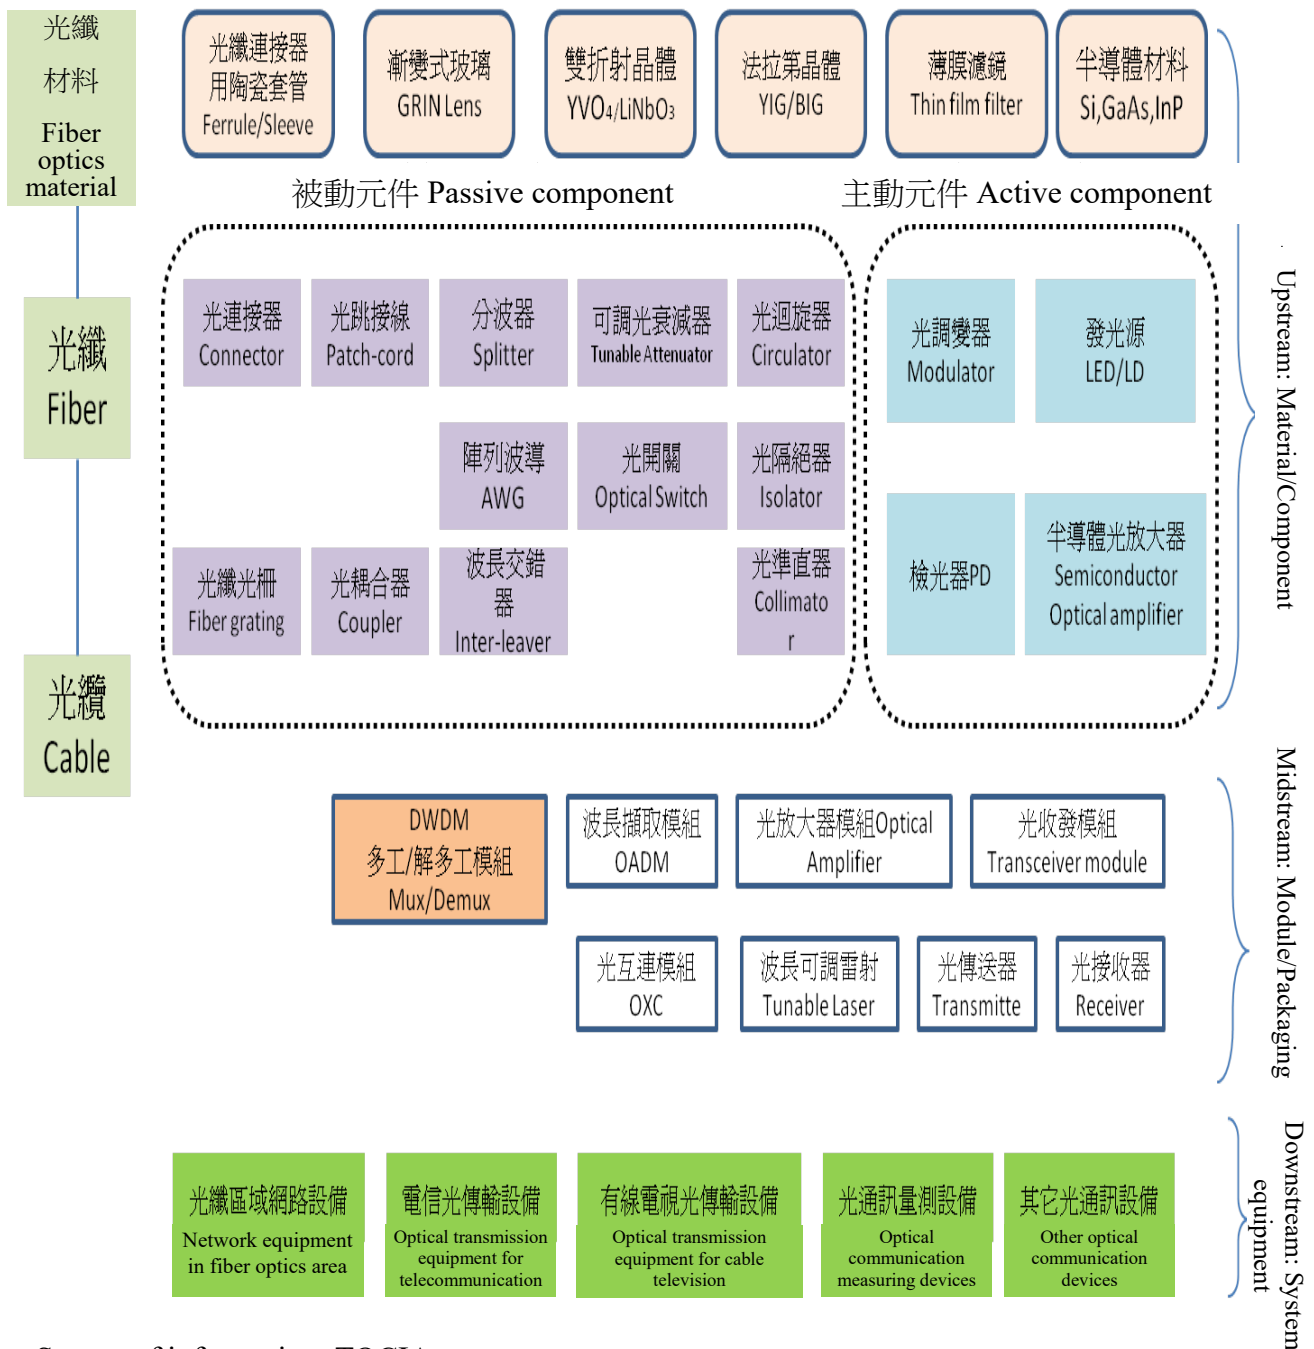 光纖
材料
Fiber
optics
material
光纖連接器
用陶瓷套管
Ferrule/Sleeve
漸變式玻璃
GRIN Lens
雙折射晶體
YVO4/LiNbO3
法拉第晶體
YIG/BIG
薄膜濾鏡
Thin film filter
半導體材料
Si,GaAs,InP
被動元件 Passive component
主動元件 Active component
光纖
Fiber
光纜
Cable
光連接器
Connector
光跳接線
Patch-cord
分波器
Splitter
可調光衰減器
Tunable Attenuator
光迴旋器
Circulator
陣列波導
AWG
光開關
Optical Switch
光隔絕器
Isolator
光纖光柵
Fiber grating
光耦合器
Coupler
波長交錯
器
Inter-leaver
光準直器
Collimato
r
光調變器
Modulator
發光源
LED/LD
檢光器PD
半導體光放大器
Semiconductor
Optical amplifier
Upstream: Material/Component
DWDM
多工/解多工模組
Mux/Demux
波長擷取模組
OADM
光放大器模組Optical
Amplifier
光收發模組
Transceiver module
光互連模組
OXC
波長可調雷射
Tunable Laser
光傳送器
Transmitte
光接收器
Receiver
Midstream: Module/Packaging
光纖區域網路設備
Network equipment
in fiber optics area
電信光傳輸設備
Optical transmission
equipment for
telecommunication
有線電視光傳輸設備
Optical transmission
equipment for cable
television
光通訊量測設備
Optical
communication
measuring devices
其它光通訊設備
Other optical
communication
devices
Downstream: System
equipment